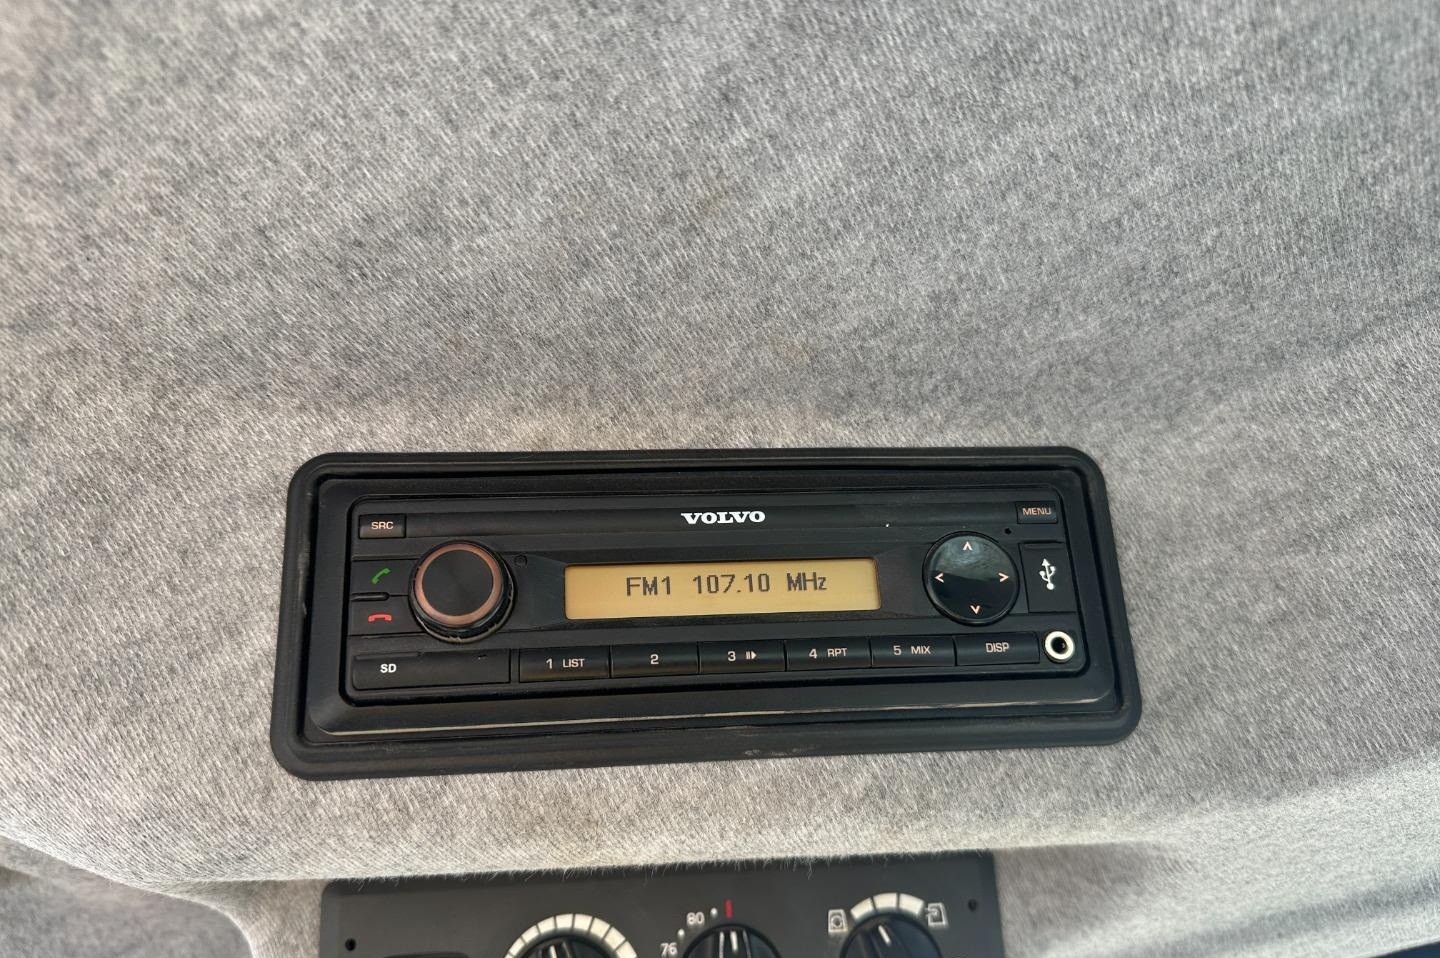 VOLVO
SRC
MENU
FM1 107.10 MHz
SD
1 LIST
2
3
4 RPT
5 MIX
DISP
80
76